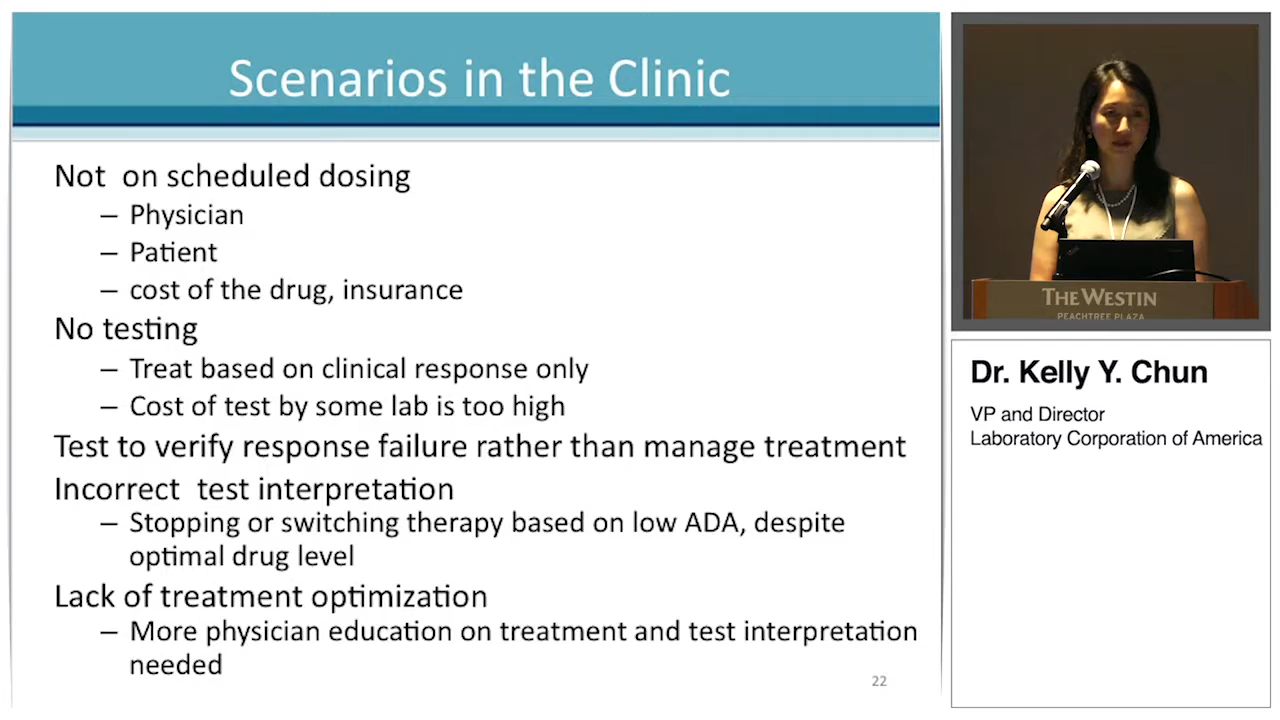 Scenarios in the Clinic
Not on scheduled dosing
– Physician
– Patient
– cost of the drug, insurance
No testing
– Treat based on clinical response only
– Cost of test by some lab is too high
Test to verify response failure rather than manage treatment
Incorrect test interpretation
– Stopping or switching therapy based on low ADA, despite
optimal drug level
Lack of treatment optimization
– More physician education on treatment and test interpretation
needed
22
THE WESTIN
PEACHTREE PLAZA
Dr. Kelly Y. Chun
VP and Director
Laboratory Corporation of America